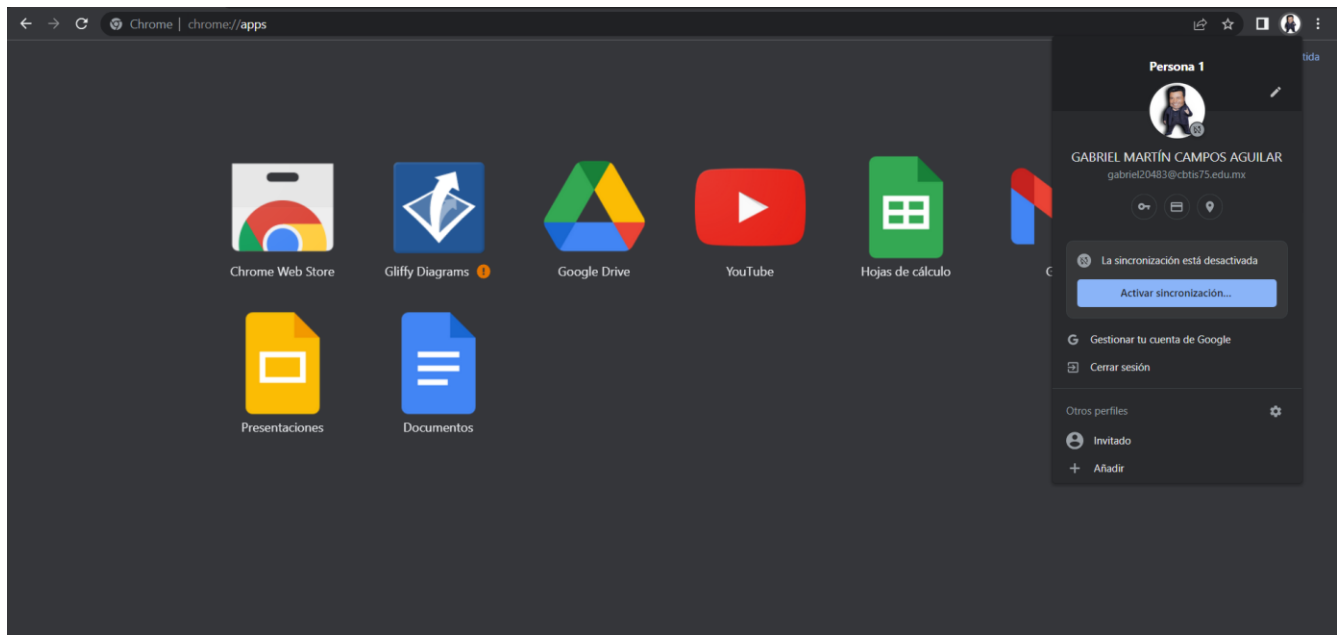 Chrome | chrome://apps
tida
Persona 1
GABRIEL MARTÍN CAMPOS AGUILAR
gabriel20483@cbtis75.edu.mx
La sincronización está desactivada
Activar sincronización...
Gestionar tu cuenta de Google
Cerrar sesión
Otros perfiles
Invitado
Añadir
Chrome Web Store
Gliffy Diagrams
Google Drive
YouTube
Hojas de cálculo
G
Presentaciones
Documentos